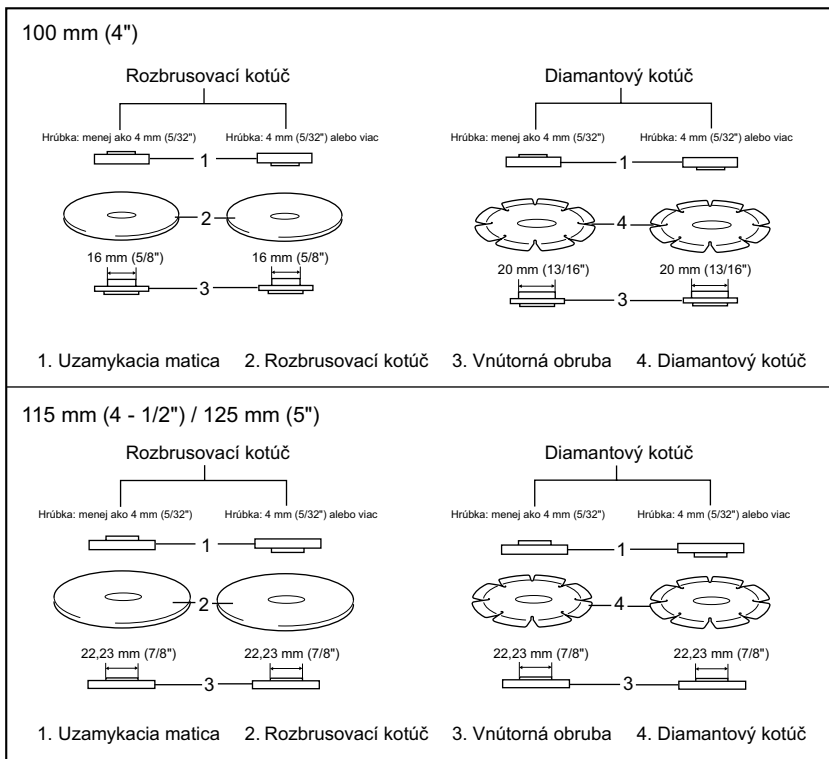 100 mm (4")
Rozbrusovací kotúč Diamantový kotúč
Hrúbka: menej ako 4 mm (5/32") Hrúbka: 4 mm (5/32") alebo viac Hrúbka: menej ako 4 mm (5/32") Hrúbka: 4 mm (5/32") alebo viac
1 1
2 4
16 mm (5/8") 16 mm (5/8") 20 mm (13/16") 20 mm (13/16")
3 3
1. Uzamykacia matica 2. Rozbrusovací kotúč 3. Vnútorná obruba 4. Diamantový kotúč
115 mm (4 - 1/2") / 125 mm (5")
Rozbrusovací kotúč Diamantový kotúč
Hrúbka: menej ako 4 mm (5/32") Hrúbka: 4 mm (5/32") alebo viac Hrúbka: menej ako 4 mm (5/32") Hrúbka: 4 mm (5/32") alebo viac
1 1
2 4
22,23 mm (7/8") 22,23 mm (7/8") 22,23 mm (7/8") 22,23 mm (7/8")
3 3
1. Uzamykacia matica 2. Rozbrusovací kotúč 3. Vnútorná obruba 4. Diamantový kotúč